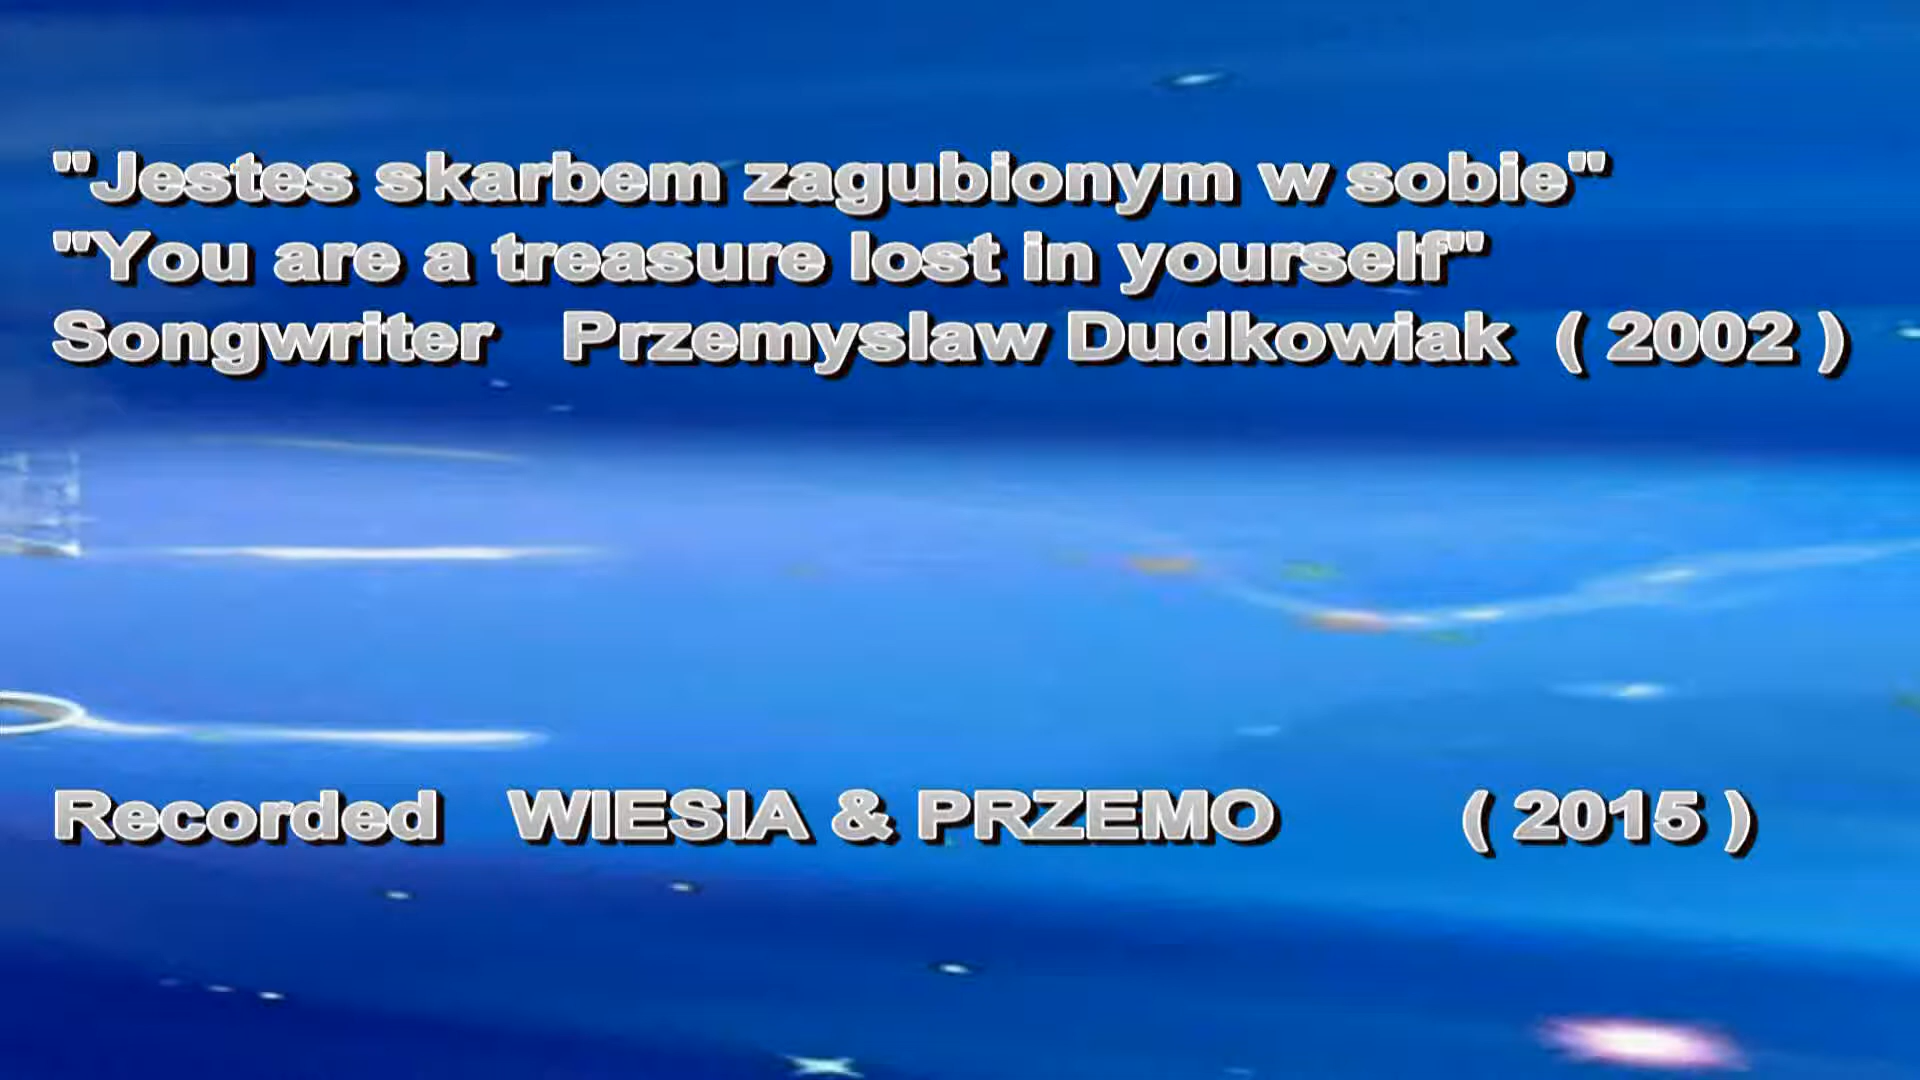 "Jestes skarbem zagubionym w sobie"
"You are a treasure lost in yourself"
Songwriter Przemyslaw Dudkowiak ( 2002 )
Recorded WIESIA & PRZEMO ( 2015 )